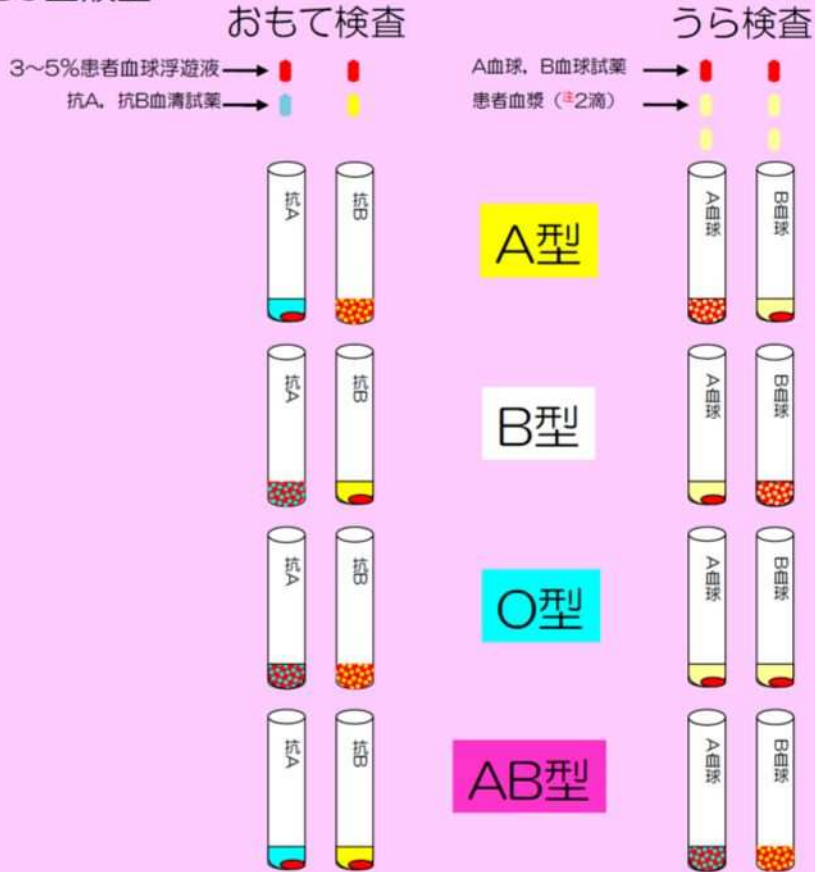 おもて検査
うら検査
3〜5%患者血球浮遊液
抗A，抗B血清試薬
A血球，B血球試薬
患者血漿（注2滴）
抗A
抗B
A型
A血球
B血球
抗A
抗B
B型
A血球
B血球
抗A
抗B
O型
A血球
B血球
抗A
抗B
AB型
A血球
B血球